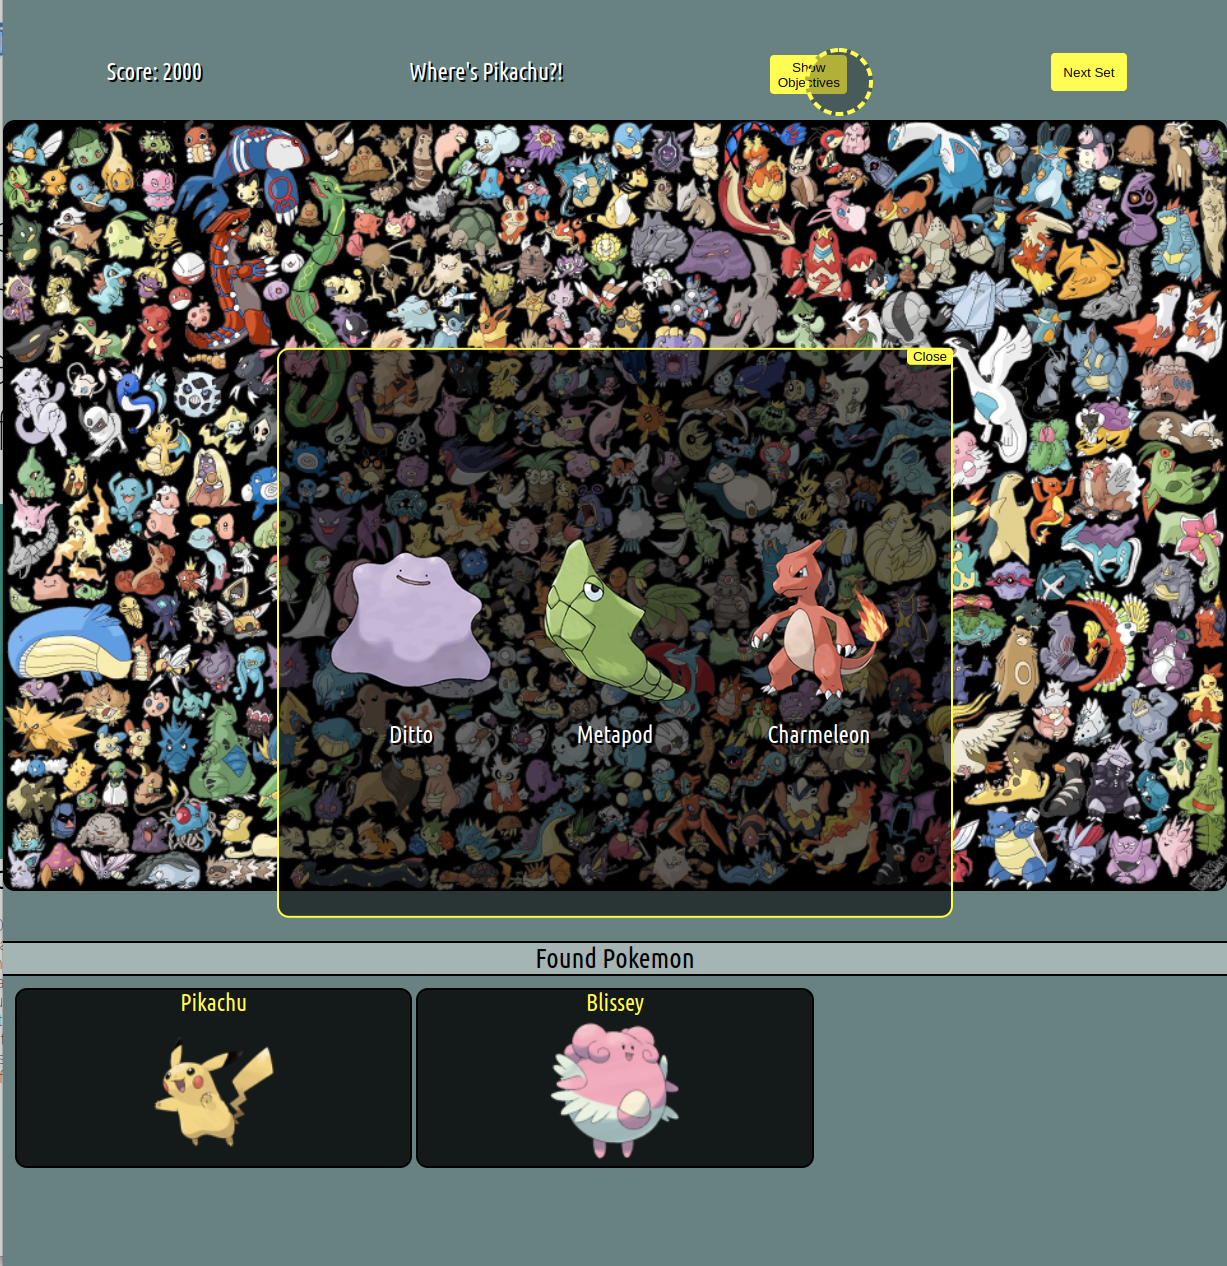 Score: 2000
Where's Pikachu?!
Show
Objectives
Next Set
Close
Ditto
Metapod
Charmeleon
Found Pokemon
Pikachu
Blissey